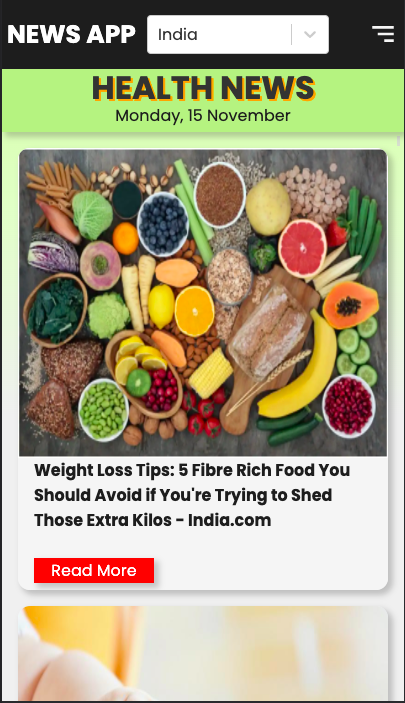 NEWS APP
India
HEALTH NEWS
Monday, 15 November
Weight Loss Tips: 5 Fibre Rich Food You
Should Avoid if You're Trying to Shed
Those Extra Kilos - India.com
Read More